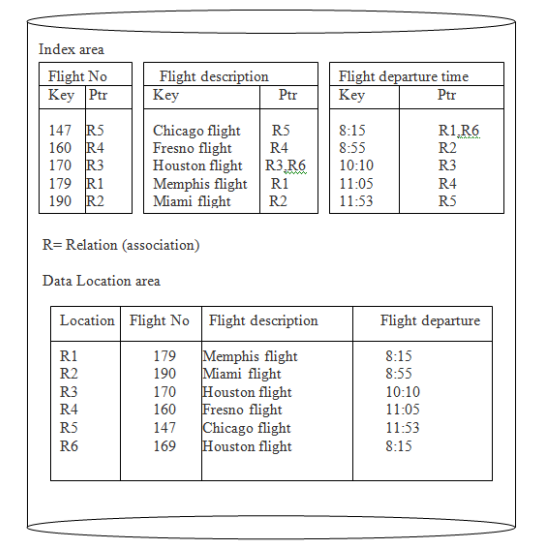 Index area
Flight No Flight description Flight departure time
Key Ptr Key Ptr Key Ptr
147 R5 Chicago flight R5 8:15 R1,R6
160 R4 Fresno flight R4 8:55 R2
170 R3 Houston flight R3,R6 10:10 R3
179 R1 Memphis flight R1 11:05 R4
190 R2 Miami flight R2 11:53 R5
R= Relation (association)
Data Location area
Location Flight No Flight description Flight departure
R1 179 Memphis flight 8:15
R2 190 Miami flight 8:55
R3 170 Houston flight 10:10
R4 160 Fresno flight 11:05
R5 147 Chicago flight 11:53
R6 169 Houston flight 8:15